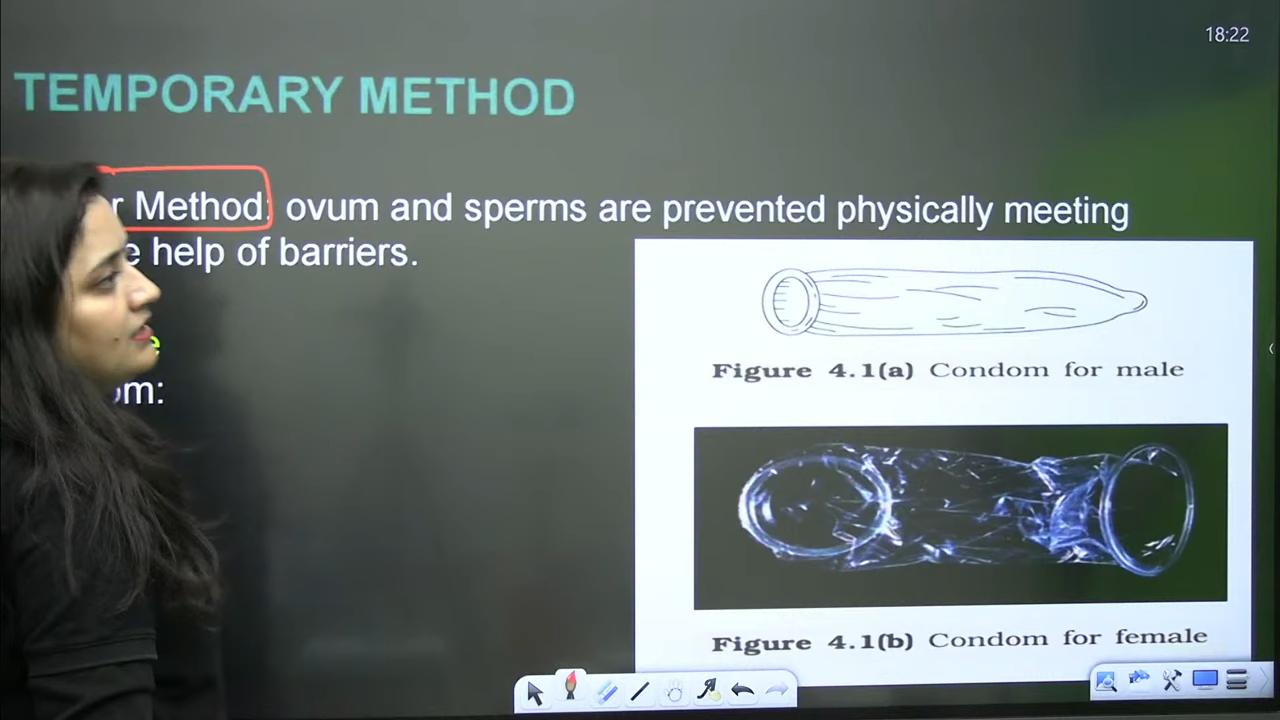 18:22
TEMPORARY METHOD
r Method: ovum and sperms are prevented physically meeting
e help of barriers.
Figure 4.1(a) Condom for male
om:
Figure 4.1(b) Condom for female